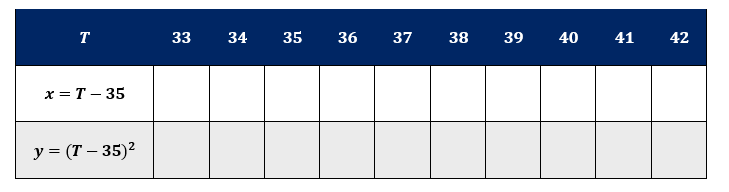 T 33 34 35 36 37 38 39 40 41 42
x = T − 35
y = (T − 35)²